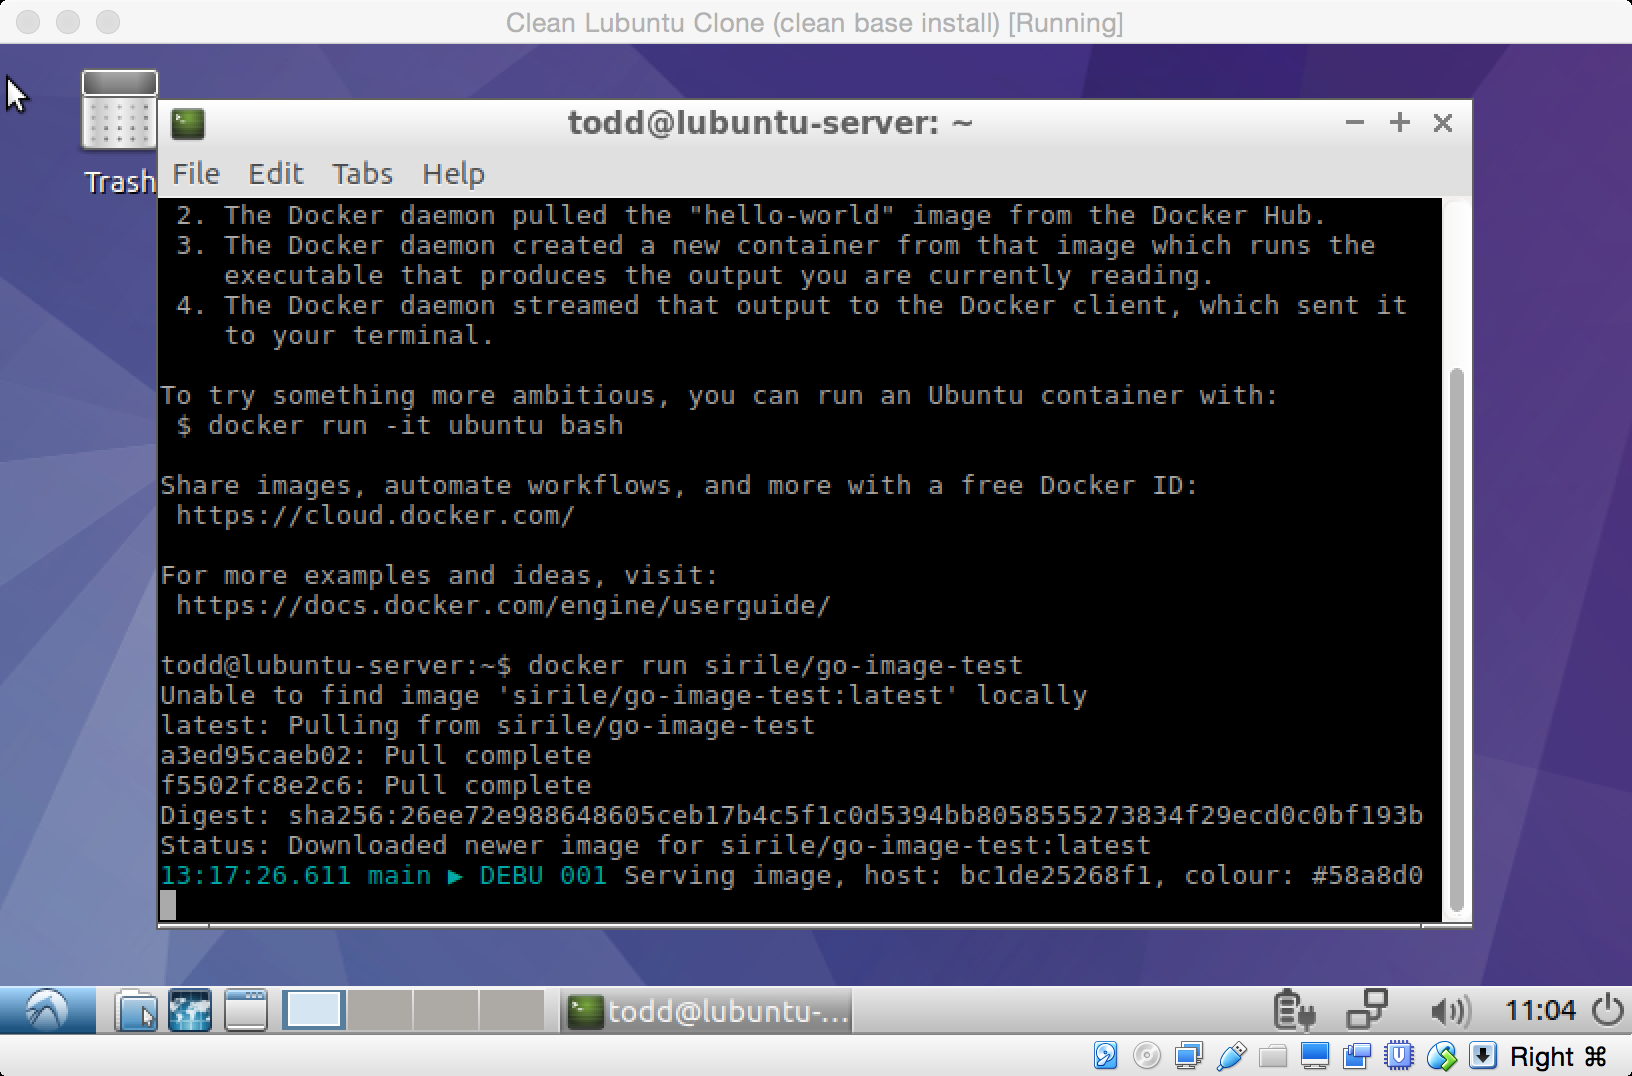 Clean Lubuntu Clone (clean base install) [Running]
Trash
todd@lubuntu-server: ~
File Edit Tabs Help
2. The Docker daemon pulled the "hello-world" image from the Docker Hub.
3. The Docker daemon created a new container from that image which runs the
executable that produces the output you are currently reading.
4. The Docker daemon streamed that output to the Docker client, which sent it
to your terminal.
To try something more ambitious, you can run an Ubuntu container with:
$ docker run -it ubuntu bash
Share images, automate workflows, and more with a free Docker ID:
https://cloud.docker.com/
For more examples and ideas, visit:
https://docs.docker.com/engine/userguide/
todd@lubuntu-server:~$ docker run sirile/go-image-test
Unable to find image 'sirile/go-image-test:latest' locally
latest: Pulling from sirile/go-image-test
a3ed95caeb02: Pull complete
f5502fc8e2c6: Pull complete
Digest: sha256:26ee72e988648605ceb17b4c5f1c0d5394bb8058555273834f29ecd0c0bf193b
Status: Downloaded newer image for sirile/go-image-test:latest
13:17:26.611 main ▶ DEBU 001 Serving image, host: bc1de25268f1, colour: #58a8d0
todd@lubuntu-...
11:04
Right ⌘